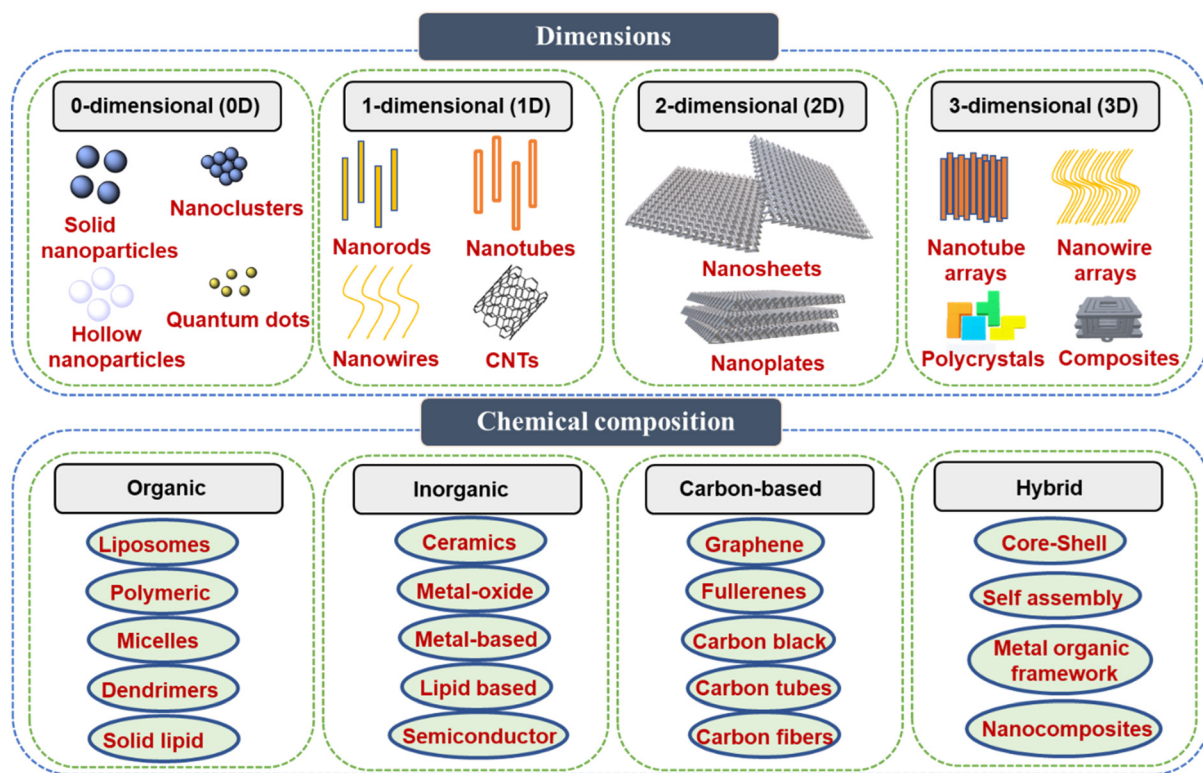 Dimensions
0-dimensional (0D)
Solid
nanoparticles
Nanoclusters
Hollow
nanoparticles
Quantum dots
1-dimensional (1D)
Nanorods
Nanotubes
Nanowires
CNTs
2-dimensional (2D)
Nanosheets
Nanoplates
3-dimensional (3D)
Nanotube
arrays
Nanowire
arrays
Polycrystals
Composites
Chemical composition
Organic
Liposomes
Polymeric
Micelles
Dendrimers
Solid lipid
Inorganic
Ceramics
Metal-oxide
Metal-based
Lipid based
Semiconductor
Carbon-based
Graphene
Fullerenes
Carbon black
Carbon tubes
Carbon fibers
Hybrid
Core-Shell
Self assembly
Metal organic
framework
Nanocomposites